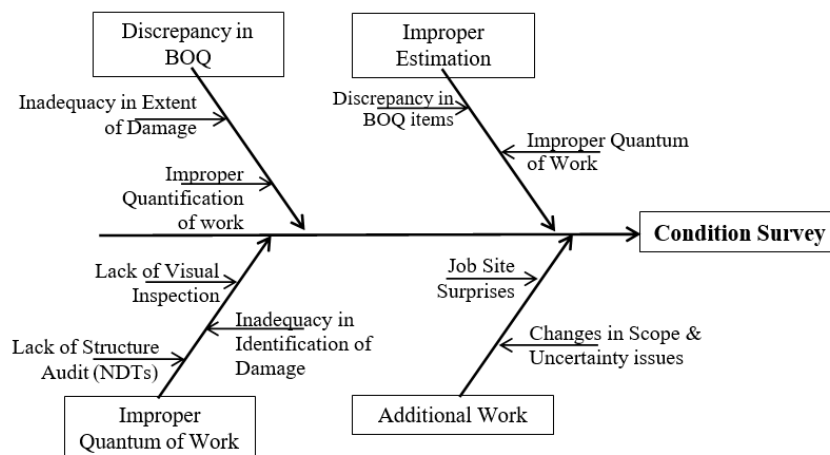 Discrepancy in
BOQ
Improper
Estimation
Inadequacy in Extent
of Damage
Discrepancy in
BOQ items
Improper Quantum
of Work
Improper
Quantification
of work
Condition Survey
Lack of Visual
Inspection
Job Site
Surprises
Inadequacy in
Identification of
Damage
Changes in Scope &
Uncertainty issues
Lack of Structure
Audit (NDTs)
Improper
Quantum of Work
Additional Work